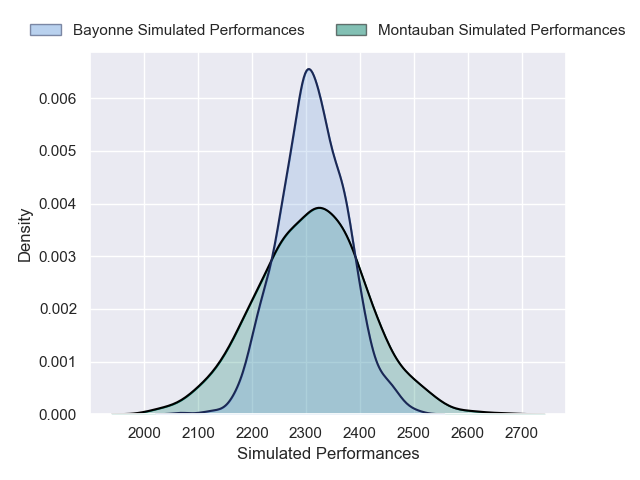 Bayonne Simulated Performances Montauban Simulated Performances
0.006
0.005
0.004
0.003
0.002
0.001
0.000
Density
2000 2100 2200 2300 2400 2500 2600 2700
Simulated Performances